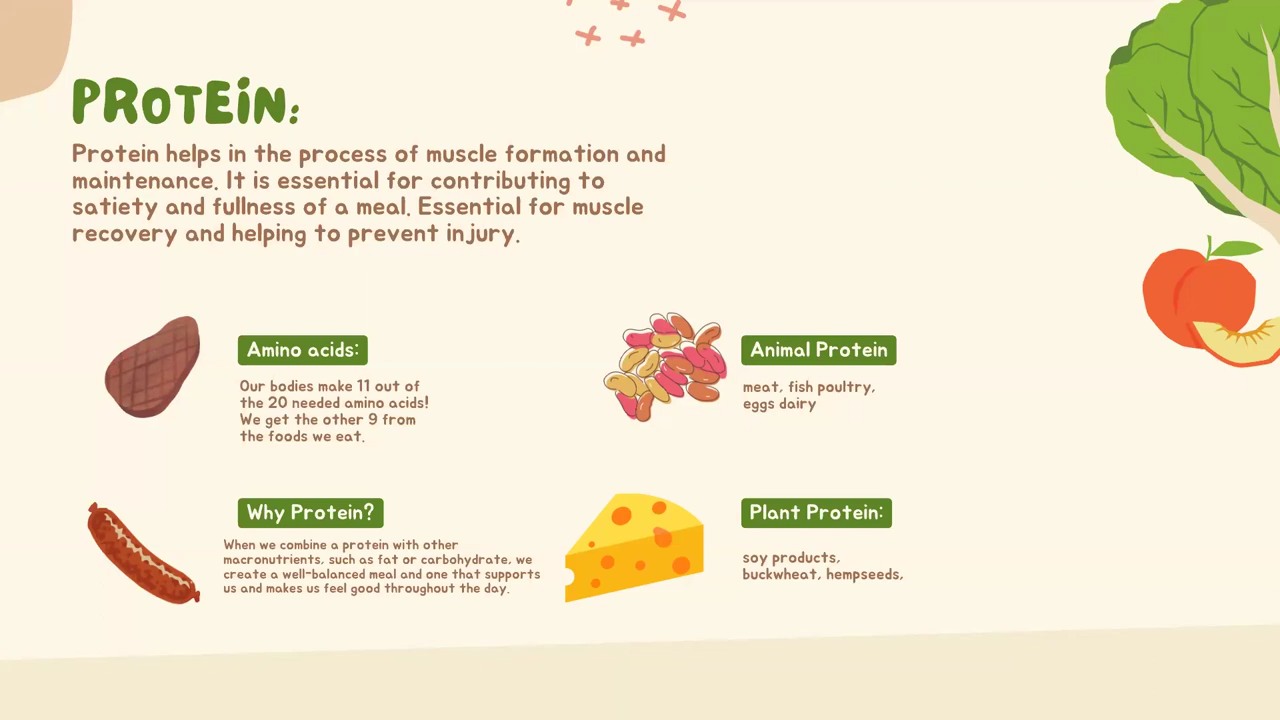 PROTEIN:
Protein helps in the process of muscle formation and
maintenance. It is essential for contributing to
satiety and fullness of a meal. Essential for muscle
recovery and helping to prevent injury.
Amino acids:
Our bodies make 11 out of
the 20 needed amino acids!
We get the other 9 from
the foods we eat.
Animal Protein
meat, fish poultry,
eggs dairy
Why Protein?
When we combine a protein with other
macronutrients, such as fat or carbohydrate, we
create a well-balanced meal and one that supports
us and makes us feel good throughout the day.
Plant Protein:
soy products,
buckwheat, hempseeds,